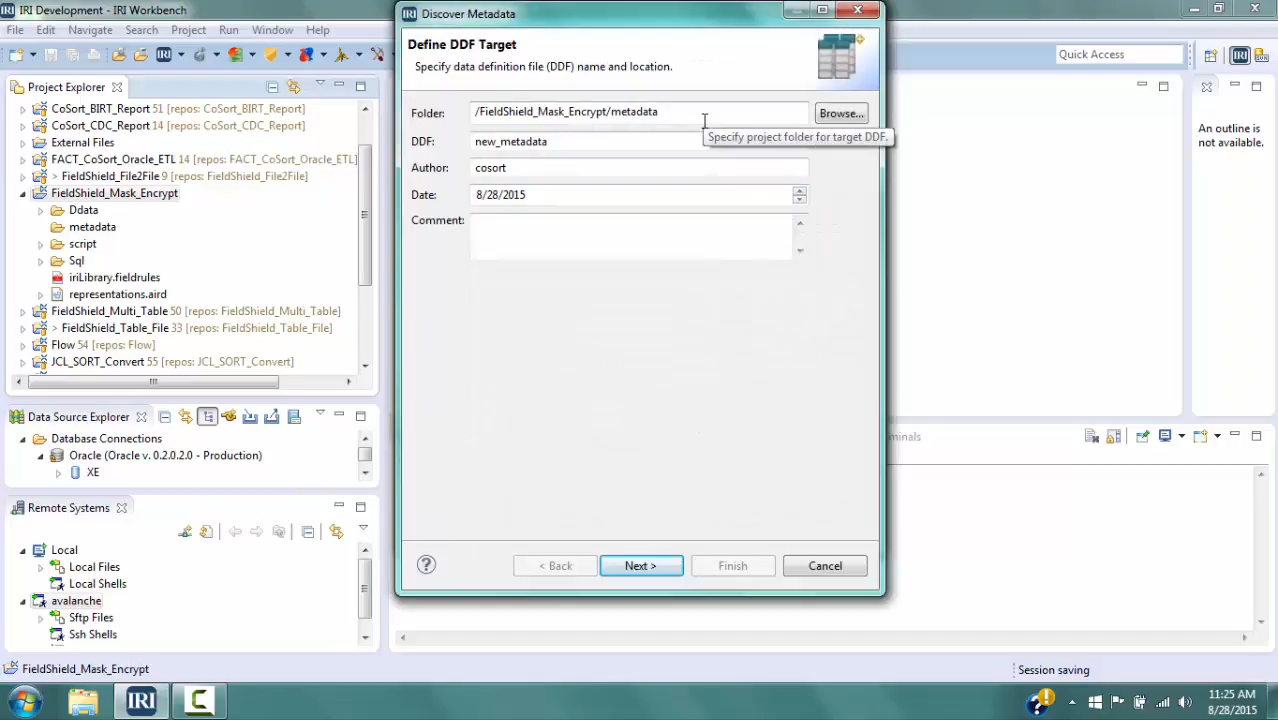 IRI Development - IRI Workbench
File Edit Navigate Search Project Run Window Help
Quick Access
Project Explorer
CoSort_BIRT_Report 51 [repos: CoSort_BIRT_Report]
CoSort_CDC_Report 14 [repos: CoSort_CDC_Report]
External Files
FACT_CoSort_Oracle_ETL 14 [repos: FACT_CoSort_Oracle_ETL]
> FieldShield_File2File 9 [repos: FieldShield_File2File]
FieldShield_Mask_Encrypt
Ddata
metadata
script
Sql
iriLibrary.fieldrules
representations.aird
FieldShield_Multi_Table 50 [repos: FieldShield_Multi_Table]
> FieldShield_Table_File 33 [repos: FieldShield_Table_File]
Flow 54 [repos: Flow]
JCL_SORT_Convert 55 [repos: JCL_SORT_Convert]
Data Source Explorer
Database Connections
Oracle (Oracle v. 0.2.0.2.0 - Production)
XE
Remote Systems
Local
Local Files
Local Shells
avalanche
Sftp Files
Ssh Shells
Discover Metadata
Define DDF Target
Specify data definition file (DDF) name and location.
Folder: /FieldShield_Mask_Encrypt/metadata Browse...
Specify project folder for target DDF.
DDF: new_metadata
Author: cosort
Date: 8/28/2015
Comment:
? < Back Next > Finish Cancel
An outline is
not available.
minals
FieldShield_Mask_Encrypt
Session saving
IRI
11:25 AM
8/28/2015